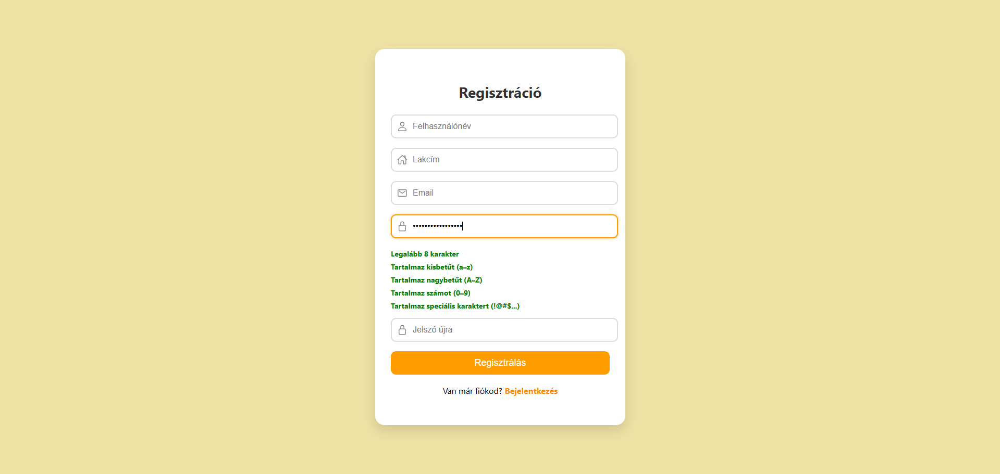 Regisztráció
Felhasználónév
Lakcím
Email
•••••••••••••••••
Legalább 8 karakter
Tartalmaz kisbetűt (a–z)
Tartalmaz nagybetűt (A–Z)
Tartalmaz számot (0–9)
Tartalmaz speciális karaktert (!@#$...)
Jelszó újra
Regisztrálás
Van már fiókod? Bejelentkezés